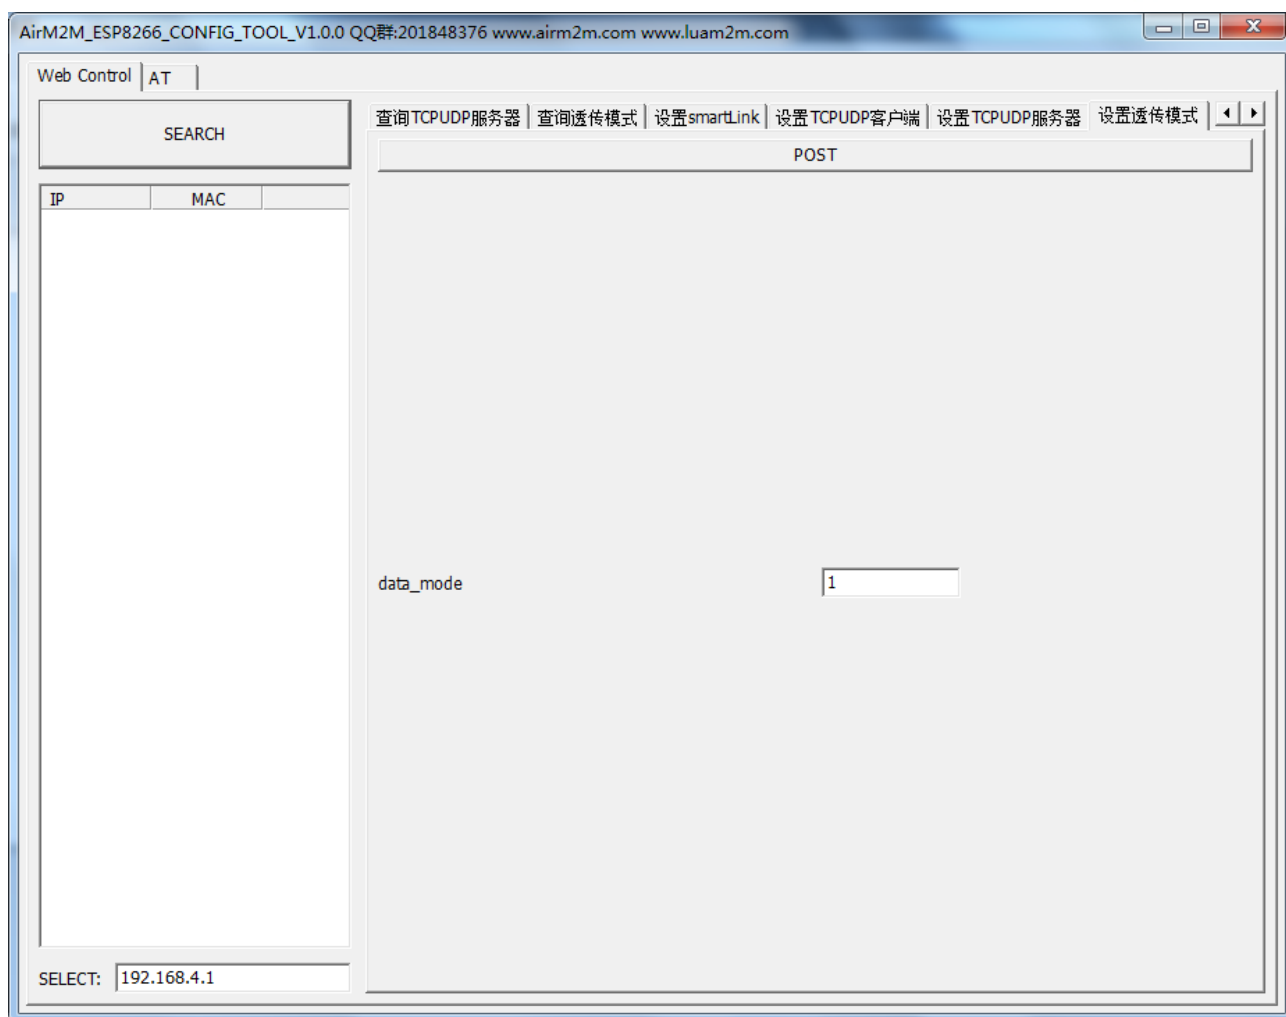 AirM2M_ESP8266_CONFIG_TOOL_V1.0.0 QQ群:201848376 www.airm2m.com www.luam2m.com
Web Control AT
SEARCH
查询TCPUDP服务器 查询透传模式 设置smartLink 设置TCPUDP客户端 设置TCPUDP服务器 设置透传模式
POST
IP MAC
data_mode 1
SELECT: 192.168.4.1